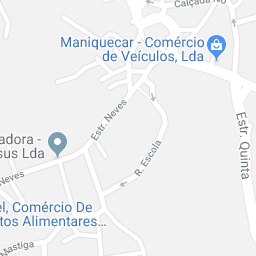 Calçada No
Maniquecar - Comércio
de Veículos, Lda
Estr. Neves
adora -
sus Lda
R. Escola
Estr. Quinta
Neves
el, Comércio De
tos Alimentares...
Mastiga